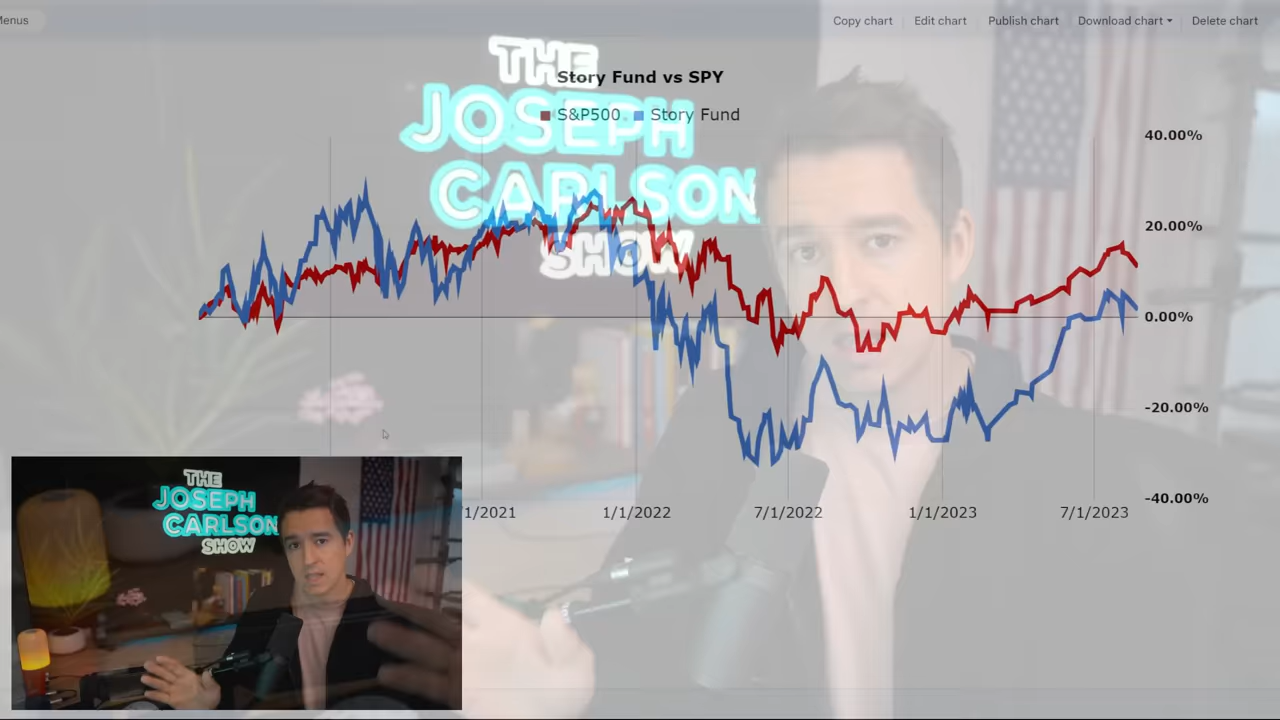 Menus
Copy chart
Edit chart
Publish chart
Download chart
Delete chart
THE
JOSEPH
CARLSON
SHOW
Story Fund vs SPY
S&P500
Story Fund
40.00%
20.00%
0.00%
-20.00%
-40.00%
1/2021
1/1/2022
7/1/2022
1/1/2023
7/1/2023
THE
JOSEPH
CARLSON
SHOW